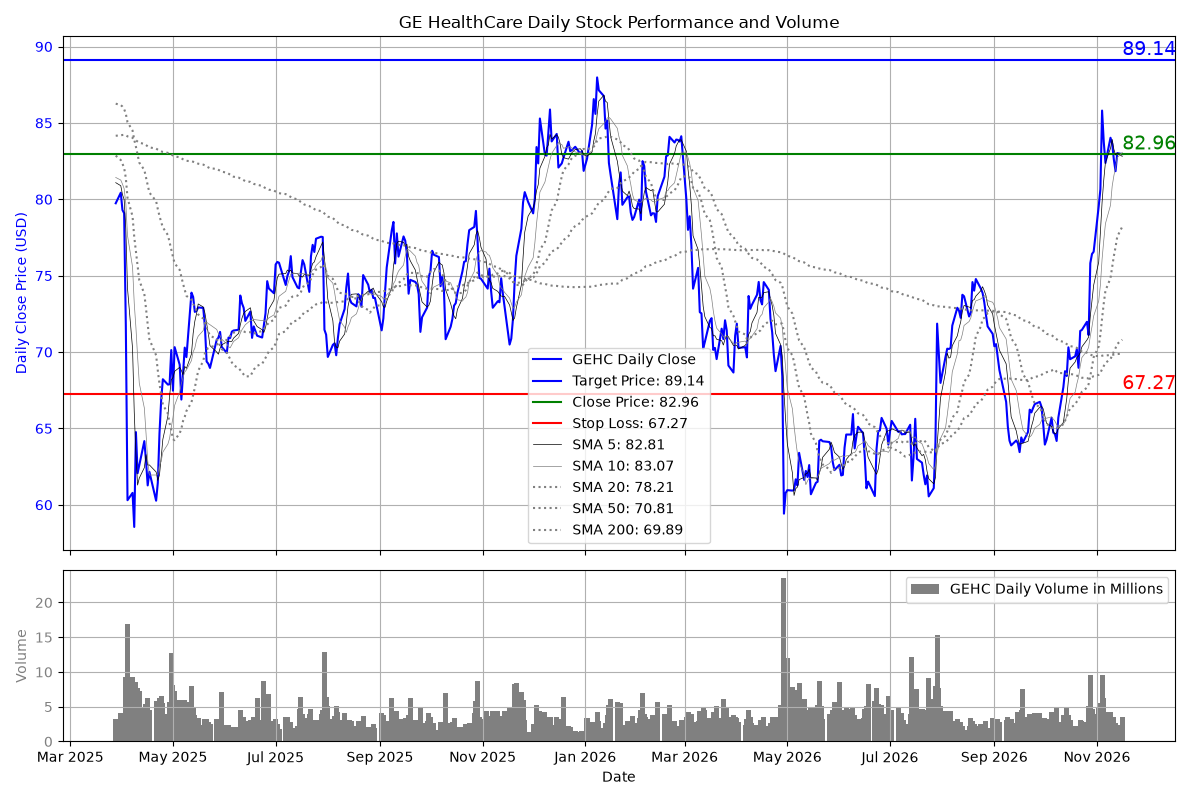 GE HealthCare Daily Stock Performance and Volume
Daily Close Price (USD)
90
85
80
75
70
65
60
89.14
82.96
67.27
GEHC Daily Close
Target Price: 89.14
Close Price: 82.96
Stop Loss: 67.27
SMA 5: 82.81
SMA 10: 83.07
SMA 20: 78.21
SMA 50: 70.81
SMA 200: 69.89
Volume
20
15
10
5
0
GEHC Daily Volume in Millions
Mar 2025
May 2025
Jul 2025
Sep 2025
Nov 2025
Jan 2026
Mar 2026
May 2026
Jul 2026
Sep 2026
Nov 2026
Date